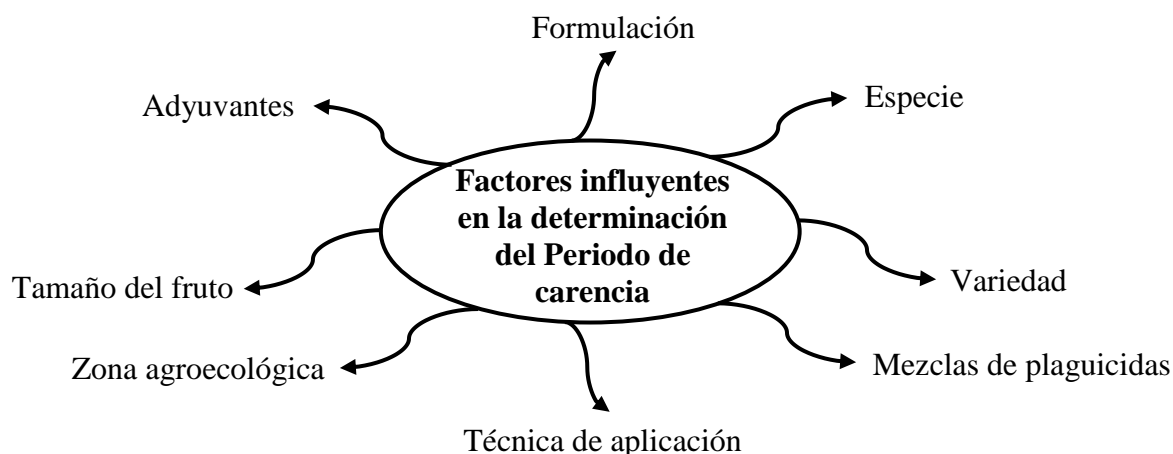 Formulación
Adyuvantes
Especie
Factores influyentes
en la determinación
del Periodo de
carencia
Tamaño del fruto
Variedad
Zona agroecológica
Mezclas de plaguicidas
Técnica de aplicación